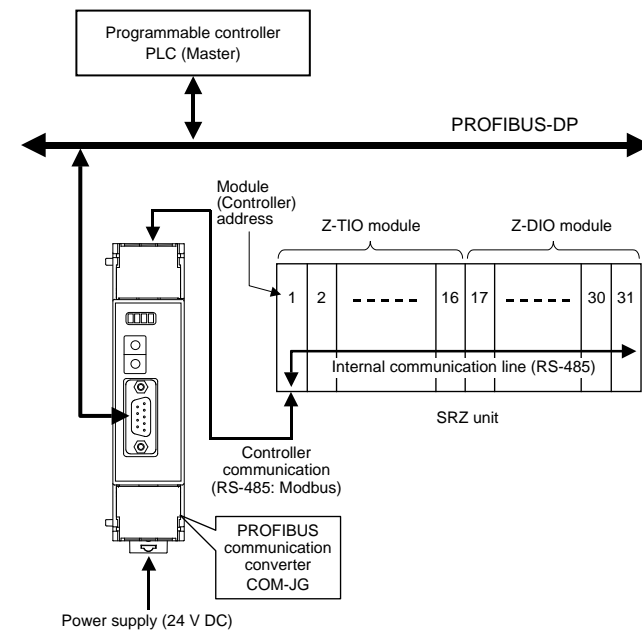 Programmable controller
PLC (Master)
PROFIBUS-DP
Module
(Controller)
address
Z-TIO module
Z-DIO module
1
2
16
17
30
31
Internal communication line (RS-485)
SRZ unit
Controller
communication
(RS-485: Modbus)
PROFIBUS
communication
converter
COM-JG
Power supply (24 V DC)